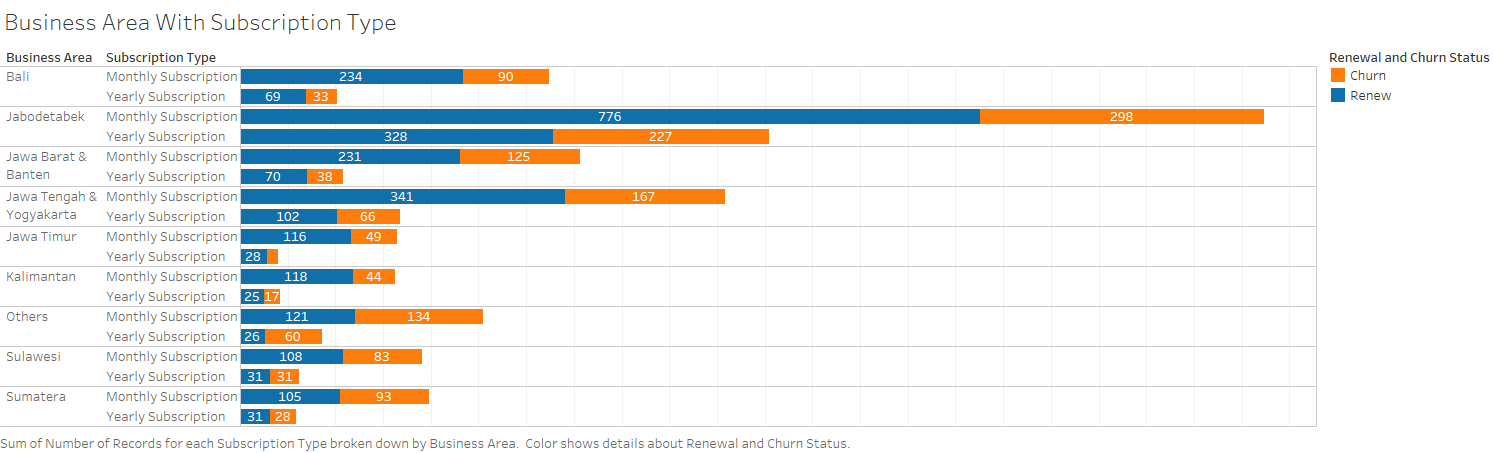 Business Area With Subscription Type
Business Area Subscription Type
Renewal and Churn Status
Churn
Renew
Bali Monthly Subscription 234 90
Yearly Subscription 69 33
Jabodetabek Monthly Subscription 776 298
Yearly Subscription 328 227
Jawa Barat & Monthly Subscription 231 125
Banten Yearly Subscription 70 38
Jawa Tengah & Monthly Subscription 341 167
Yogyakarta Yearly Subscription 102 66
Jawa Timur Monthly Subscription 116 49
Yearly Subscription 28
Kalimantan Monthly Subscription 118 44
Yearly Subscription 25 17
Others Monthly Subscription 121 134
Yearly Subscription 26 60
Sulawesi Monthly Subscription 108 83
Yearly Subscription 31 31
Sumatera Monthly Subscription 105 93
Yearly Subscription 31 28
Sum of Number of Records for each Subscription Type broken down by Business Area.  Color shows details about Renewal and Churn Status.